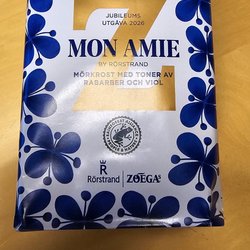 JUBILEUMS
UTGÅVA 2026
MON AMIE
BY RÖRSTRAND
MÖRKROST MED TONER AV
RABARBER OCH VIOL
R
Rörstrand
ZOÉGAS